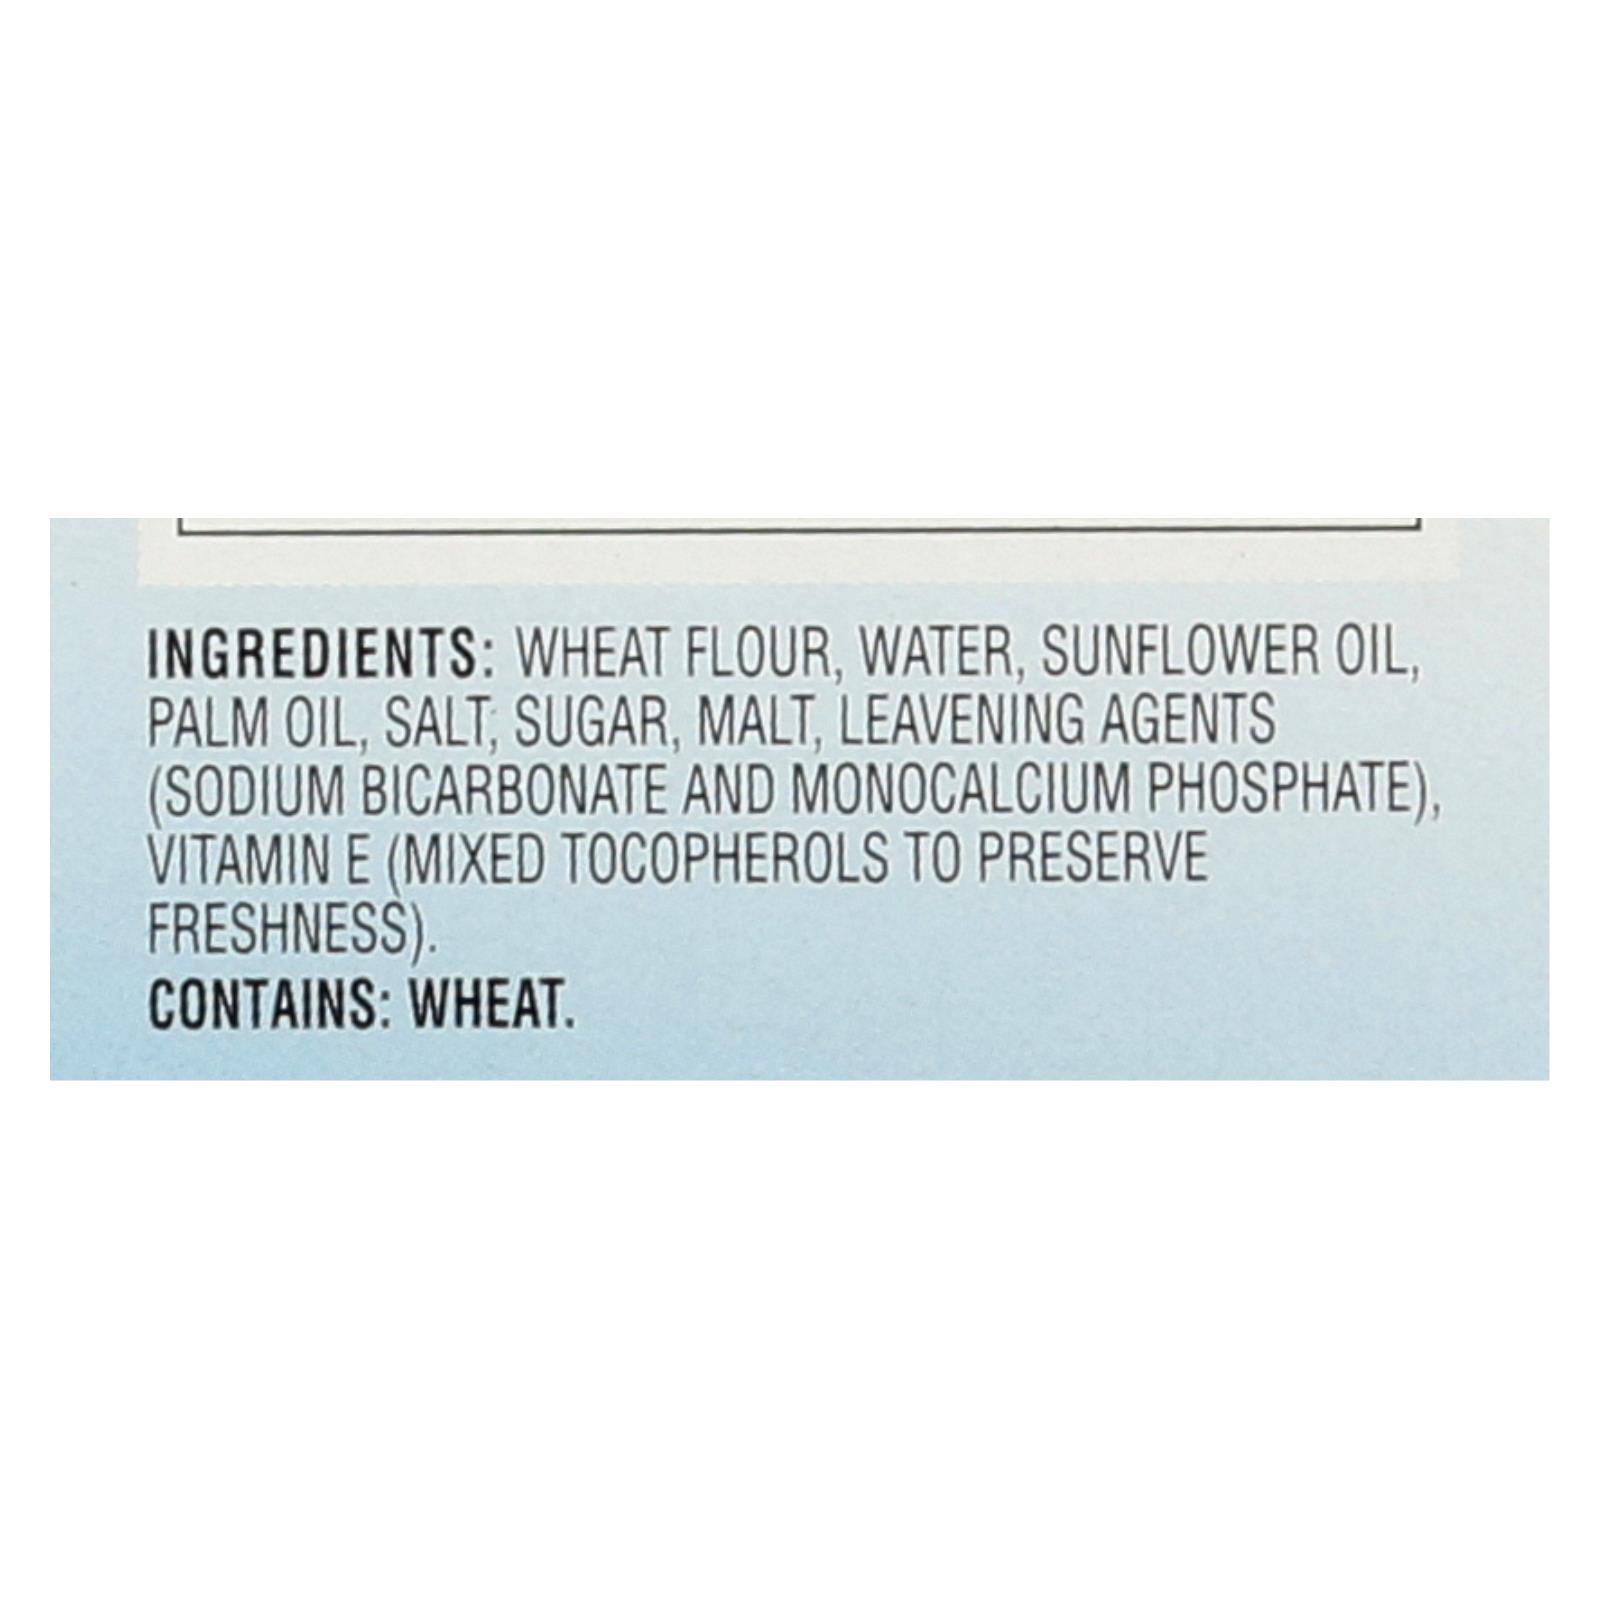 INGREDIENTS: WHEAT FLOUR, WATER, SUNFLOWER OIL,
PALM OIL, SALT, SUGAR, MALT, LEAVENING AGENTS
(SODIUM BICARBONATE AND MONOCALCIUM PHOSPHATE),
VITAMIN E (MIXED TOCOPHEROLS TO PRESERVE
FRESHNESS).
CONTAINS: WHEAT.